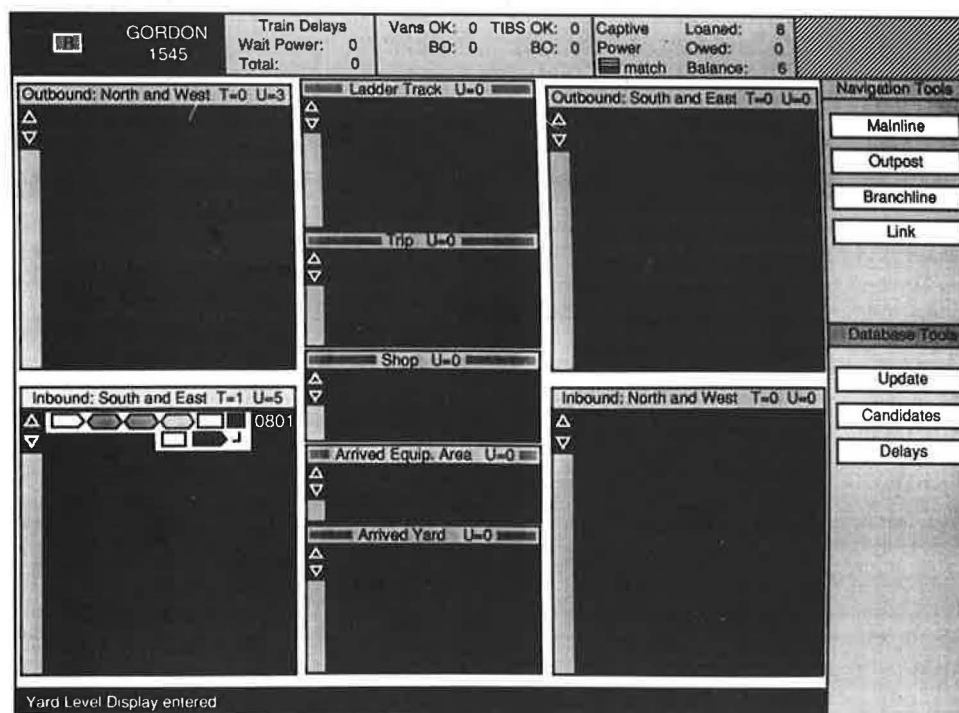 GORDON
1545
Train Delays
Wait Power: 0
Total: 0
Vans OK: 0 TIBS OK: 0
BO: 0 BO: 0
Captive Loaned: 6
Power Owed: 0
match Balance: 6
Outbound: North and West T=0 U=3
Ladder Track U=0
Outbound: South and East T=0 U=0
Navigation Tools
Mainline
Outpost
Branchline
Link
Trip U=0
Database Tools
Shop U=0
Update
Candidates
Delays
Inbound: South and East T=1 U=5
0801
Inbound: North and West T=0 U=0
Arrived Equip. Area U=0
Arrived Yard U=0
Yard Level Display entered